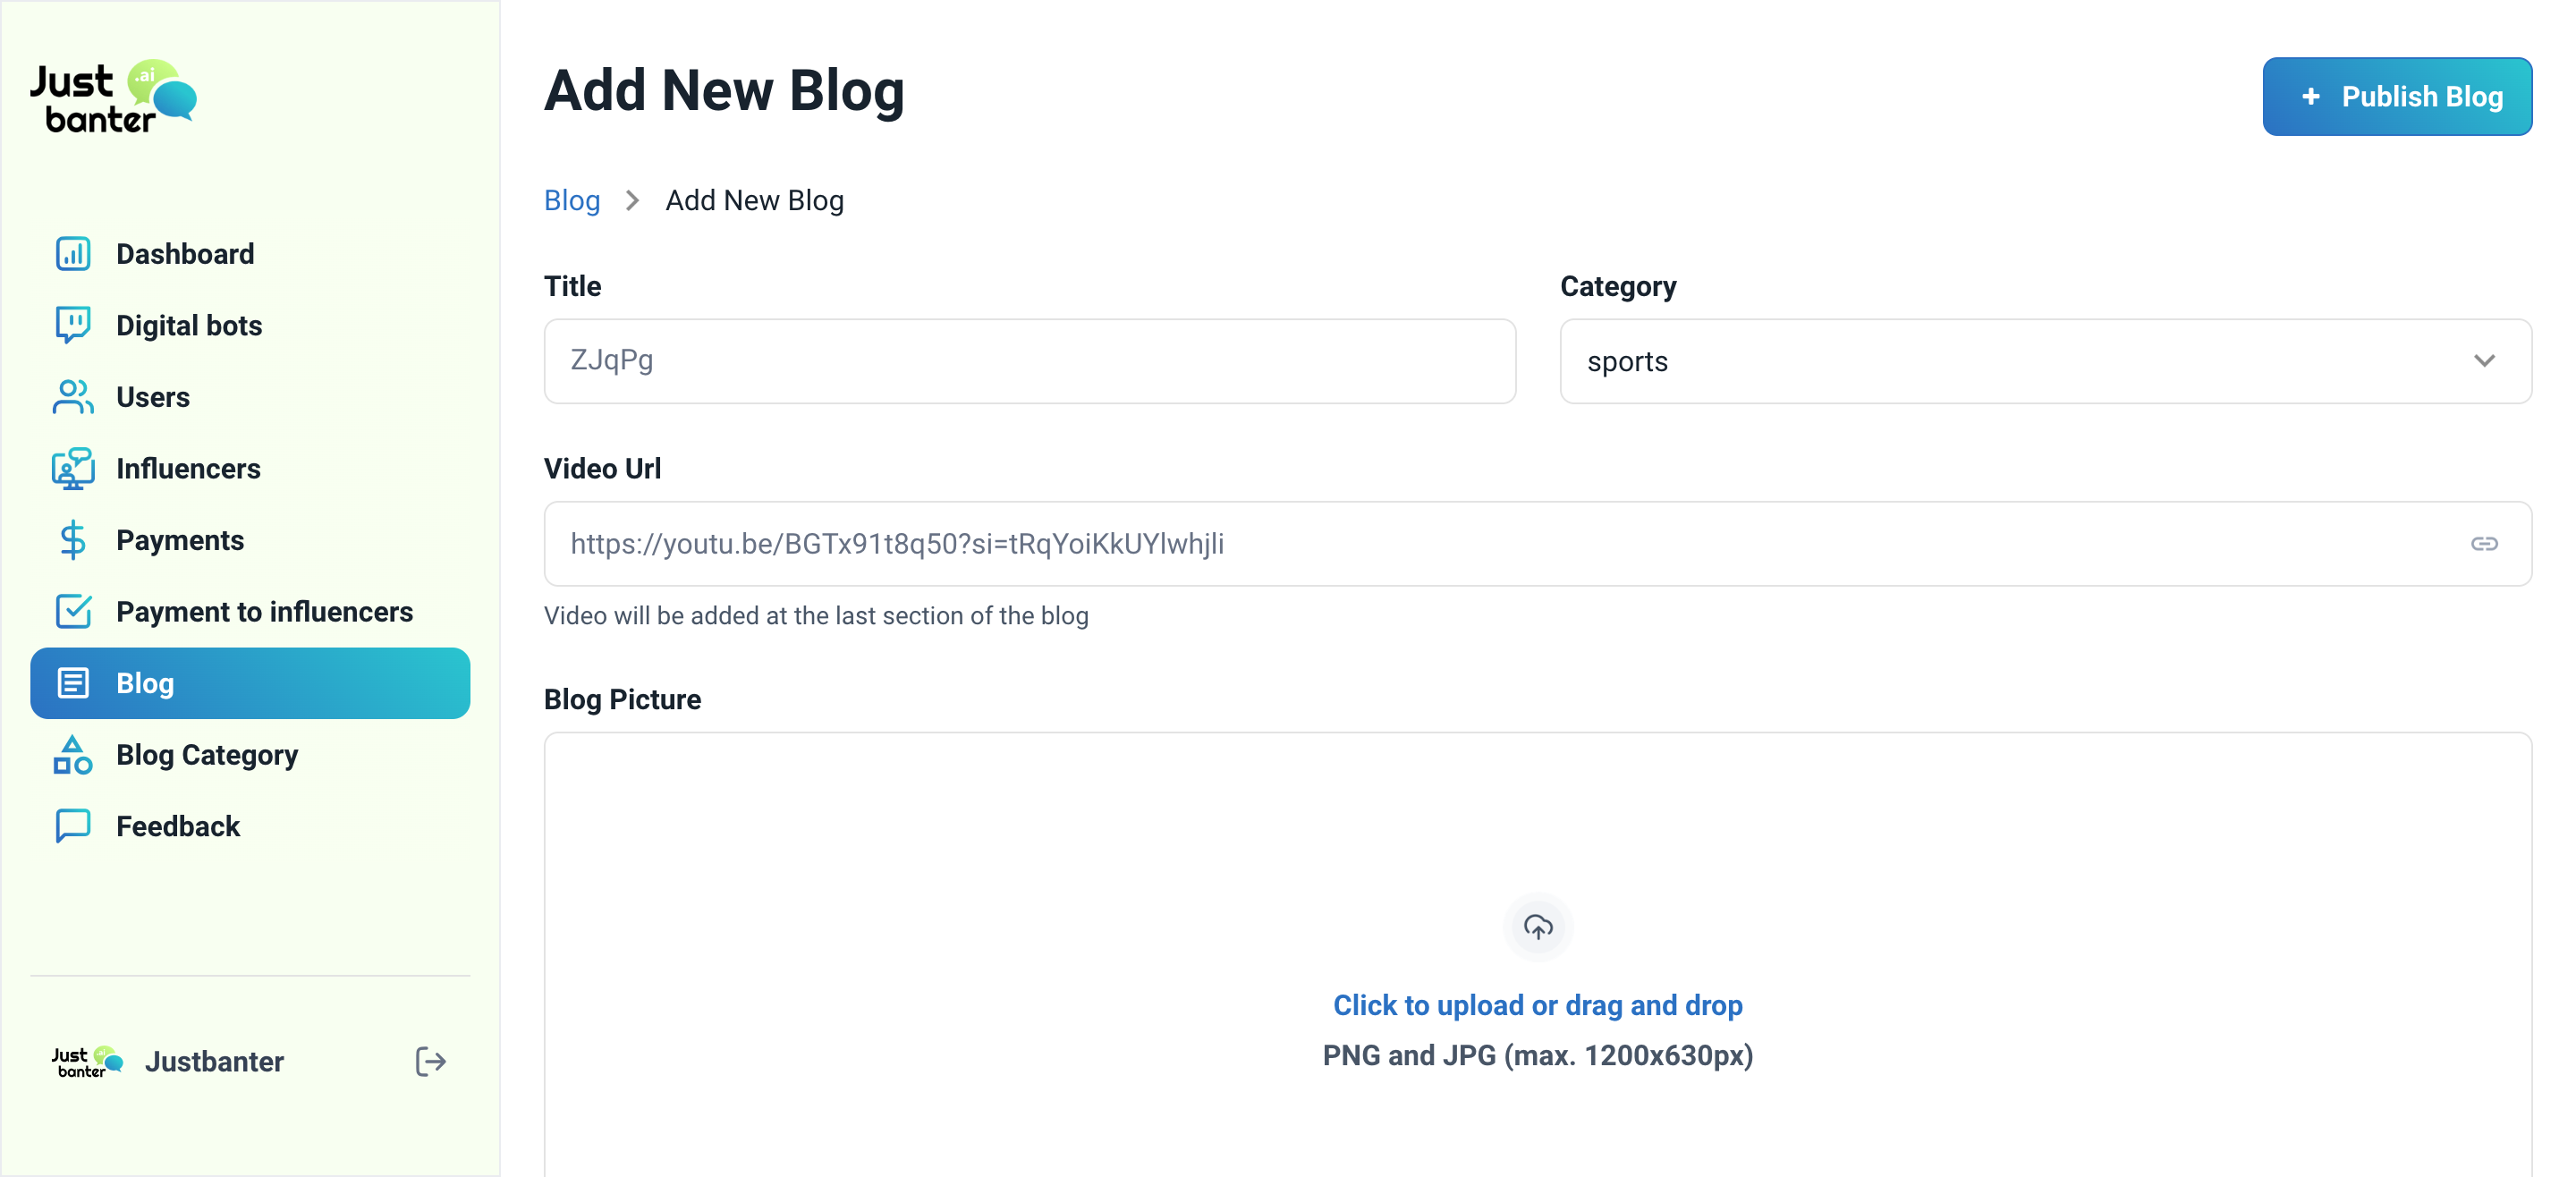 Just .ai
banter
Dashboard
Digital bots
Users
Influencers
Payments
Payment to influencers
Blog
Blog Category
Feedback
Just
banter
Justbanter
Add New Blog
+ Publish Blog
Blog > Add New Blog
Title
ZJqPg
Category
sports
Video Url
https://youtu.be/BGTx91t8q50?si=tRqYoiKkUYlwhjli
Video will be added at the last section of the blog
Blog Picture
Click to upload or drag and drop
PNG and JPG (max. 1200x630px)